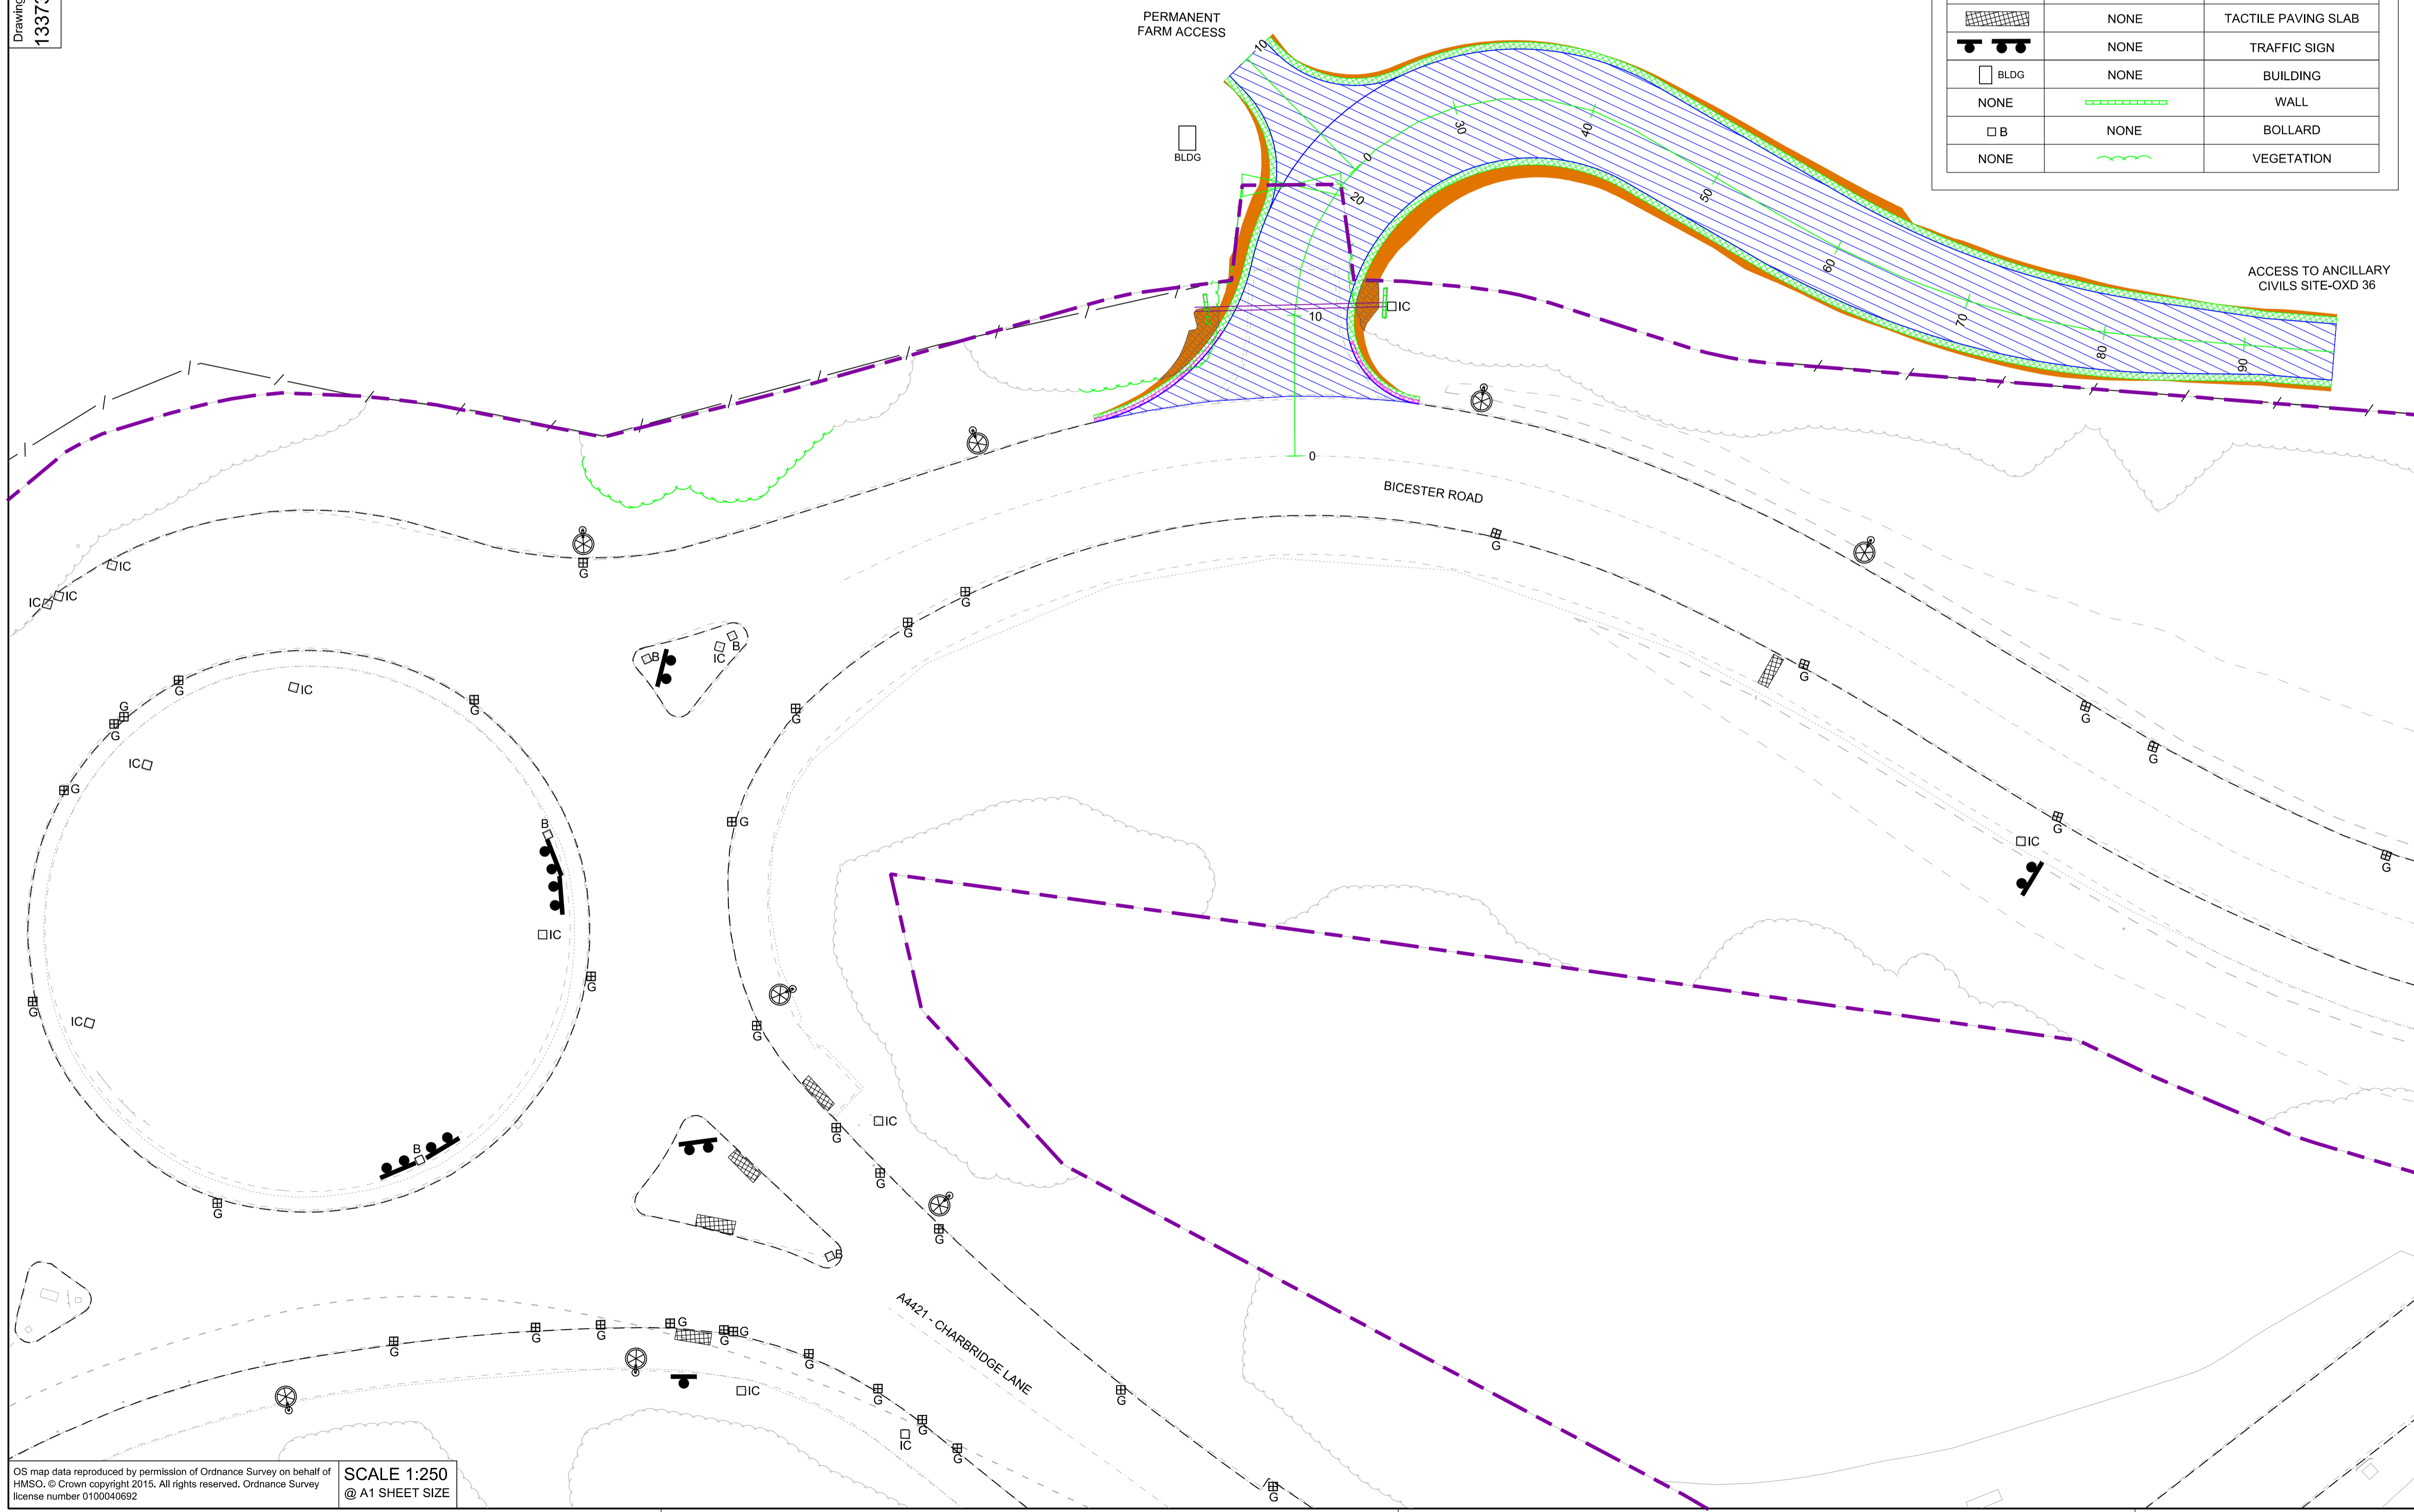 Drawing
13373
PERMANENT
FARM ACCESS
NONE TACTILE PAVING SLAB
NONE TRAFFIC SIGN
BLDG NONE BUILDING
NONE WALL
B NONE BOLLARD
NONE VEGETATION
BLDG
10
0
20
30
40
50
60
70
80
90
10
0
IC
ACCESS TO ANCILLARY
CIVILS SITE-OXD 36
BICESTER ROAD
G
G
G
G
G
IC
IC
IC
B
IC
B
G
G
G
G
G
G
G
G
IC
IC
G
G
G
G
IC
G
B
IC
G
G
IC
G
G
IC
B
G
G
G
B
G
A4421 - CHARBRIDGE LANE
G
G
G
G
G
G
G
G
G
G
G
IC
IC
G
G
OS map data reproduced by permission of Ordnance Survey on behalf of
HMSO. © Crown copyright 2015. All rights reserved. Ordnance Survey
license number 0100040692
SCALE 1:250
@ A1 SHEET SIZE